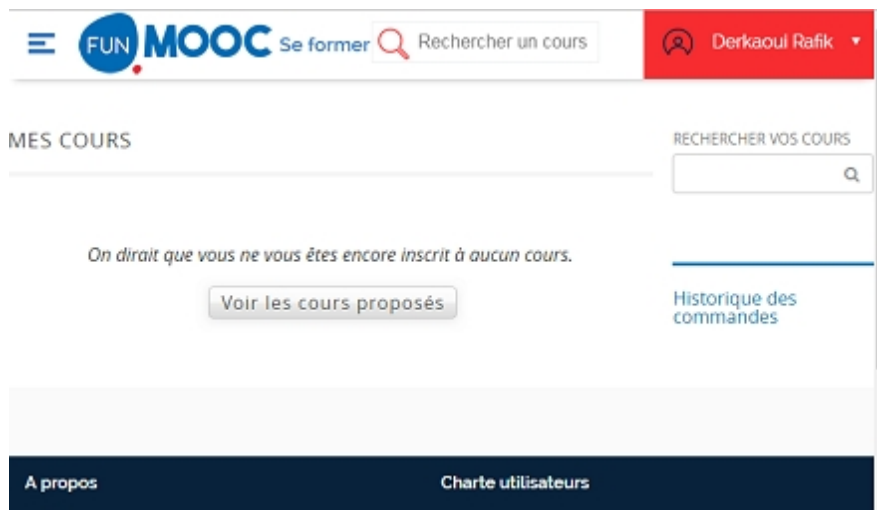 FUN MOOC Se former Rechercher un cours Derkaoui Rafik
MES COURS
RECHERCHER VOS COURS
On dirait que vous ne vous êtes encore inscrit à aucun cours.
Voir les cours proposés
Historique des
commandes
A propos Charte utilisateurs